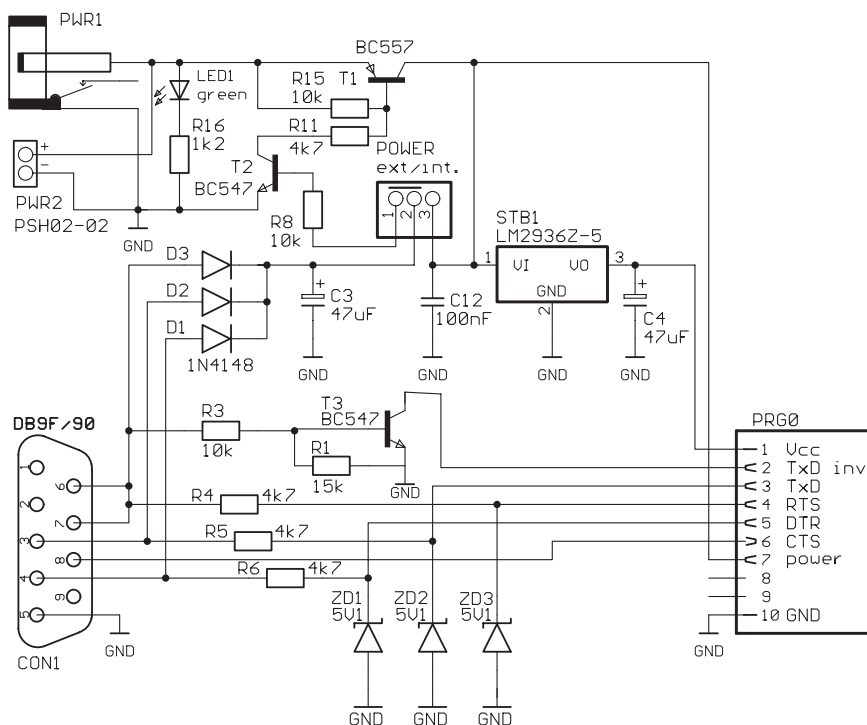 PWR1
BC557
LED1
green
R15
10k
T1
R11
4k7
R16
1k2
T2
BC547
POWER
ext/int.
+
-
PWR2
PSH02-02
GND
R8
10k
1 2 3
STB1
LM2936Z-5
1 VI VO 3
GND
2
D3
D2
D1
1N4148
+
C3
47uF
C12
100nF
+
C4
47uF
GND
GND
GND
GND
DB9F/90
R3
10k
T3
BC547
R1
15k
GND
PRG0
1 Vcc
2 TxD inv
3 TxD
4 RTS
5 DTR
6 CTS
7 power
8
9
10 GND
R4 4k7
R5 4k7
R6 4k7
1
6
2
7
3
8
4
9
5
CON1
GND
ZD1
5V1
ZD2
5V1
ZD3
5V1
GND
GND
GND
GND